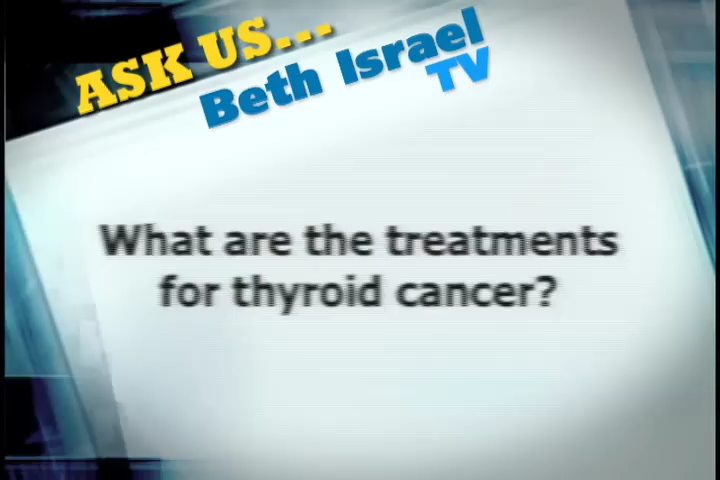 ASK US...
Beth Israel
TV
What are the treatments
for thyroid cancer?